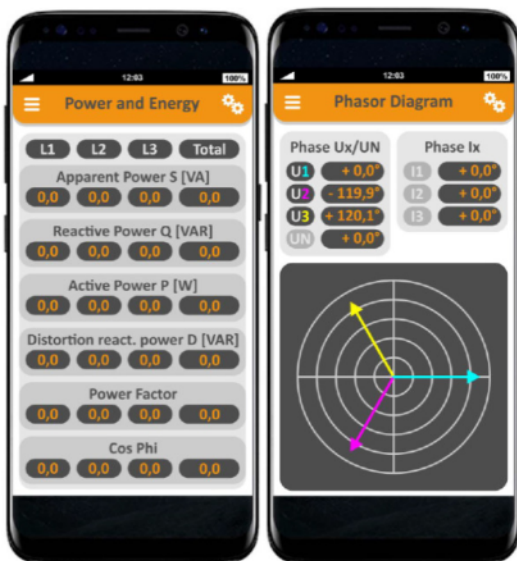 12:03 100%
Power and Energy
L1 L2 L3 Total
Apparent Power S [VA]
0,0 0,0 0,0 0,0
Reactive Power Q [VAR]
0,0 0,0 0,0 0,0
Active Power P [W]
0,0 0,0 0,0 0,0
Distortion react. power D [VAR]
0,0 0,0 0,0 0,0
Power Factor
0,0 0,0 0,0 0,0
Cos Phi
0,0 0,0 0,0 0,0
12:03 100%
Phasor Diagram
Phase Ux/UN
U1 + 0,0°
U2 - 119,9°
U3 + 120,1°
UN + 0,0°
Phase Ix
I1 + 0,0°
I2 + 0,0°
I3 + 0,0°